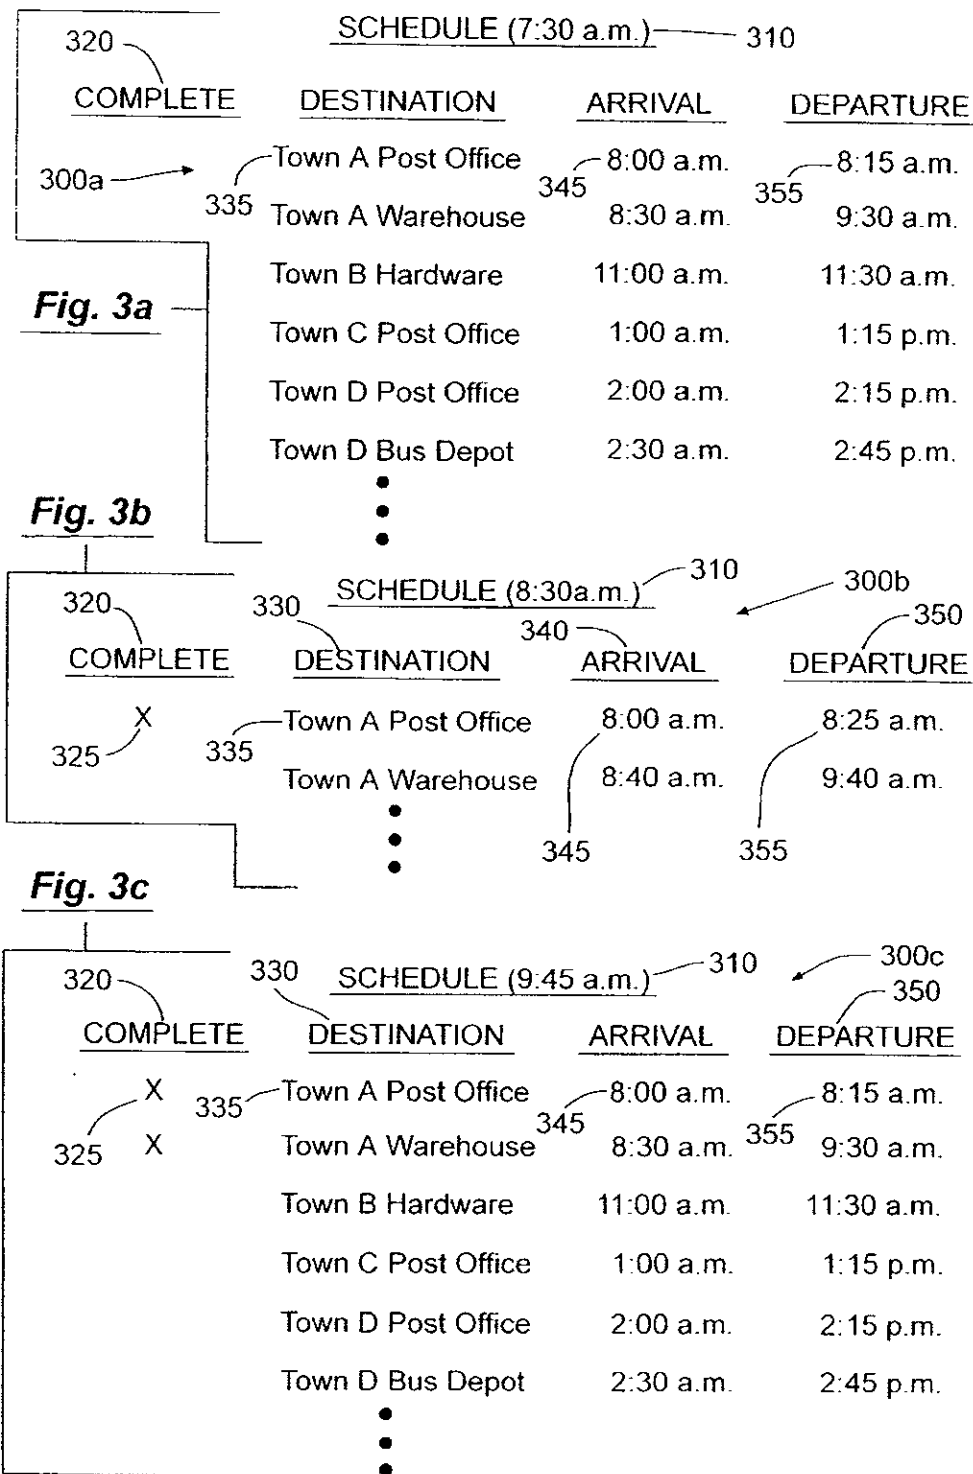 SCHEDULE (7:30 a.m.) 310
320
COMPLETE DESTINATION ARRIVAL DEPARTURE
300a 335 Town A Post Office 345 8:00 a.m. 355 8:15 a.m.
Town A Warehouse 8:30 a.m. 9:30 a.m.
Town B Hardware 11:00 a.m. 11:30 a.m.
Fig. 3a
Town C Post Office 1:00 a.m. 1:15 p.m.
Town D Post Office 2:00 a.m. 2:15 p.m.
Town D Bus Depot 2:30 a.m. 2:45 p.m.
Fig. 3b
SCHEDULE (8:30a.m.) 310 300b
320 330 340 350
COMPLETE DESTINATION ARRIVAL DEPARTURE
X Town A Post Office 8:00 a.m. 8:25 a.m.
325 335
Town A Warehouse 8:40 a.m. 9:40 a.m.
345 355
Fig. 3c
SCHEDULE (9:45 a.m.) 310 300c
320 330 350
COMPLETE DESTINATION ARRIVAL DEPARTURE
X 335 Town A Post Office 345 8:00 a.m. 355 8:15 a.m.
325 X Town A Warehouse 8:30 a.m. 9:30 a.m.
Town B Hardware 11:00 a.m. 11:30 a.m.
Town C Post Office 1:00 a.m. 1:15 p.m.
Town D Post Office 2:00 a.m. 2:15 p.m.
Town D Bus Depot 2:30 a.m. 2:45 p.m.